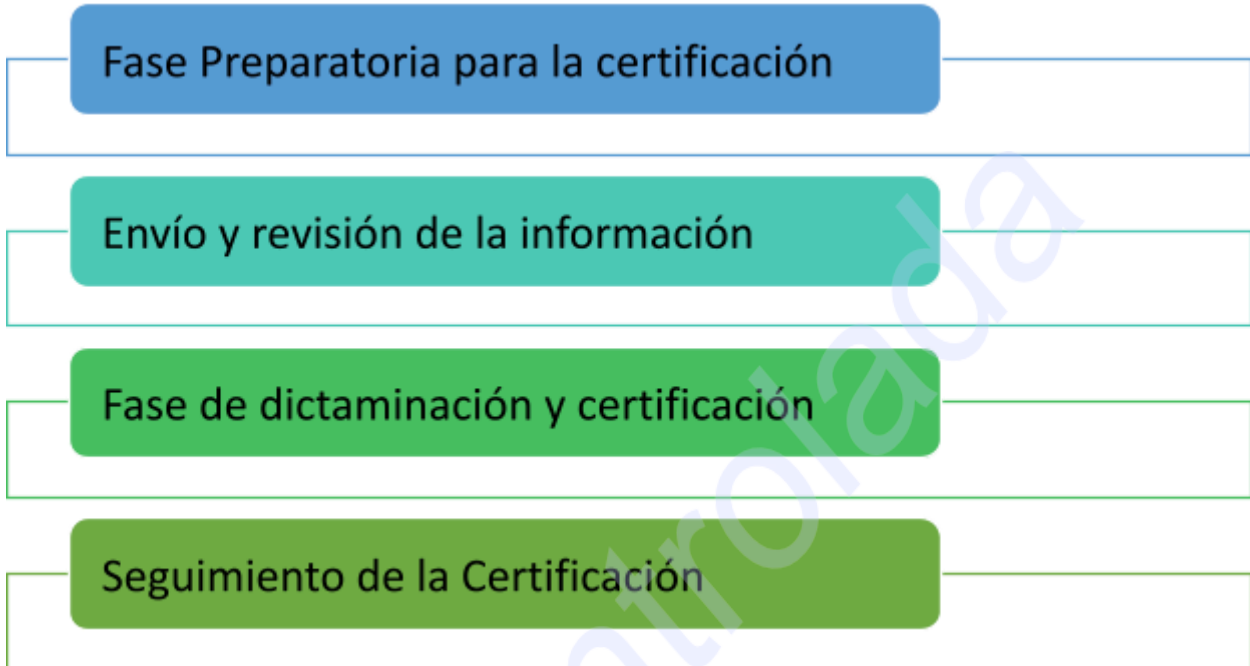 Fase Preparatoria para la certificación
Envío y revisión de la información
Fase de dictaminación y certificación
Seguimiento de la Certificación